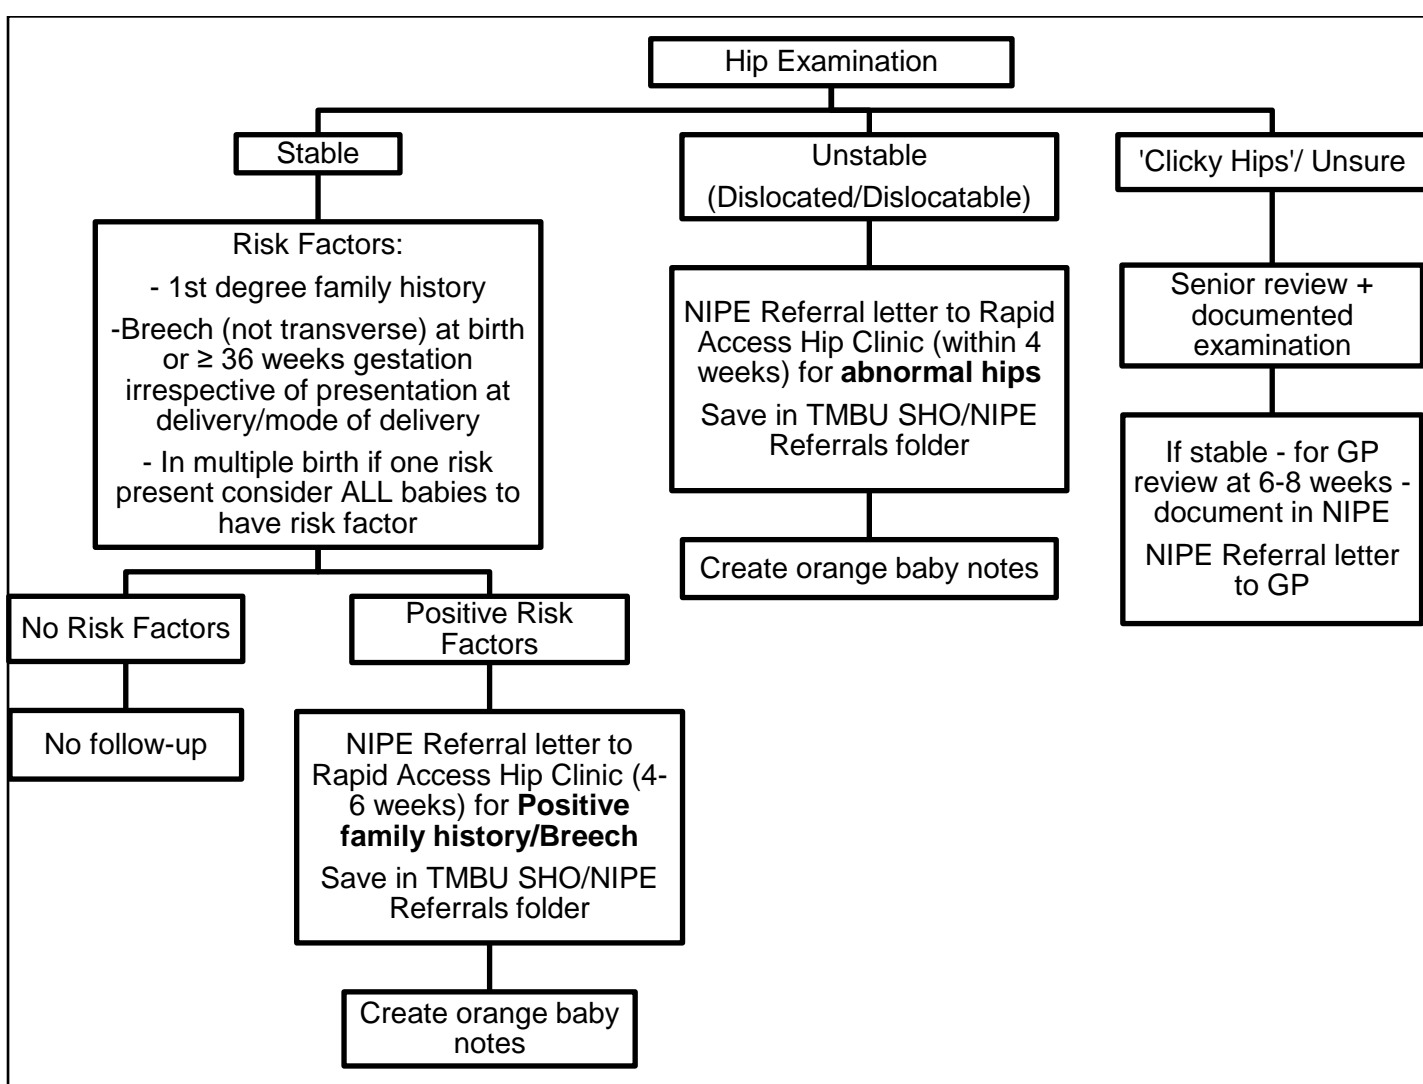 Hip Examination
Stable
Unstable
(Dislocated/Dislocatable)
'Clicky Hips'/ Unsure
Risk Factors:
- 1st degree family history
-Breech (not transverse) at birth
or ≥ 36 weeks gestation
irrespective of presentation at
delivery/mode of delivery
- In multiple birth if one risk
present consider ALL babies to
have risk factor
NIPE Referral letter to Rapid
Access Hip Clinic (within 4
weeks) for abnormal hips
Save in TMBU SHO/NIPE
Referrals folder
Senior review +
documented
examination
If stable - for GP
review at 6-8 weeks -
document in NIPE
NIPE Referral letter
to GP
Create orange baby notes
No Risk Factors
Positive Risk
Factors
No follow-up
NIPE Referral letter to
Rapid Access Hip Clinic (4-
6 weeks) for Positive
family history/Breech
Save in TMBU SHO/NIPE
Referrals folder
Create orange baby
notes